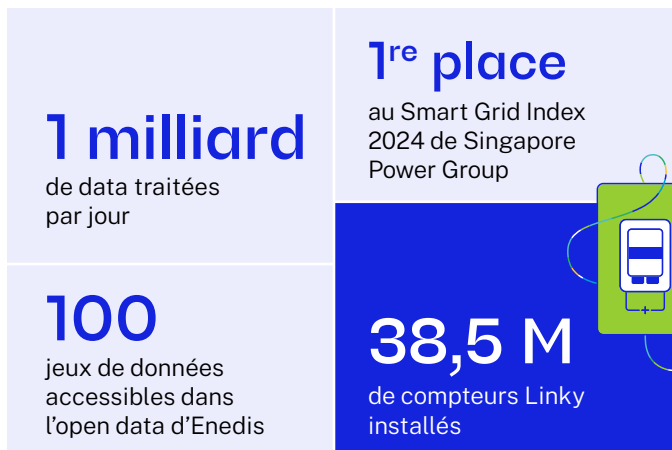 1 milliard
de data traitées
par jour
1re place
au Smart Grid Index
2024 de Singapore
Power Group
100
jeux de données
accessibles dans
l’open data d’Enedis
38,5 M
de compteurs Linky
installés